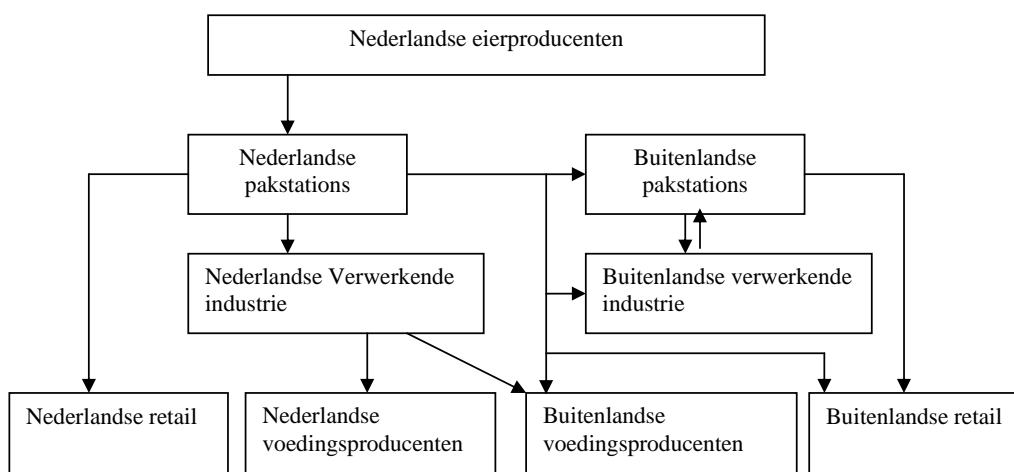 Nederlandse eierproducenten
Nederlandse
pakstations
Buitenlandse
pakstations
Nederlandse Verwerkende
industrie
Buitenlandse verwerkende
industrie
Nederlandse retail
Nederlandse
voedingsproducenten
Buitenlandse
voedingsproducenten
Buitenlandse retail